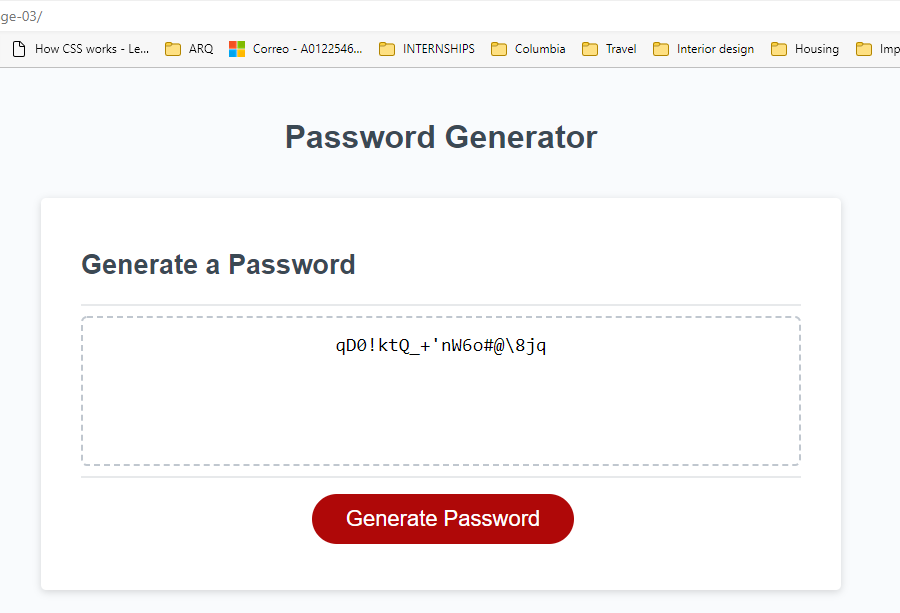 ge-03/
How CSS works - Le... ARQ Correo - A0122546... INTERNSHIPS Columbia Travel Interior design Housing Imp
Password Generator
Generate a Password
qD0!ktQ_+'nW6o#@\8jq
Generate Password